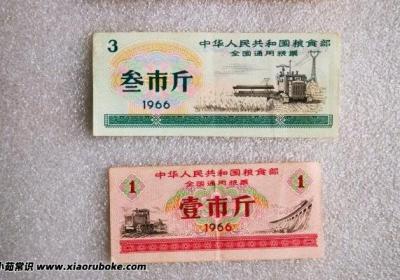 3
中华人民共和国粮食部
全国通用粮票
叁市斤
1966
中华人民共和国粮食部
全国通用粮票
1
1
壹市斤
1966
小茹常识 www.xiaoruboke.com